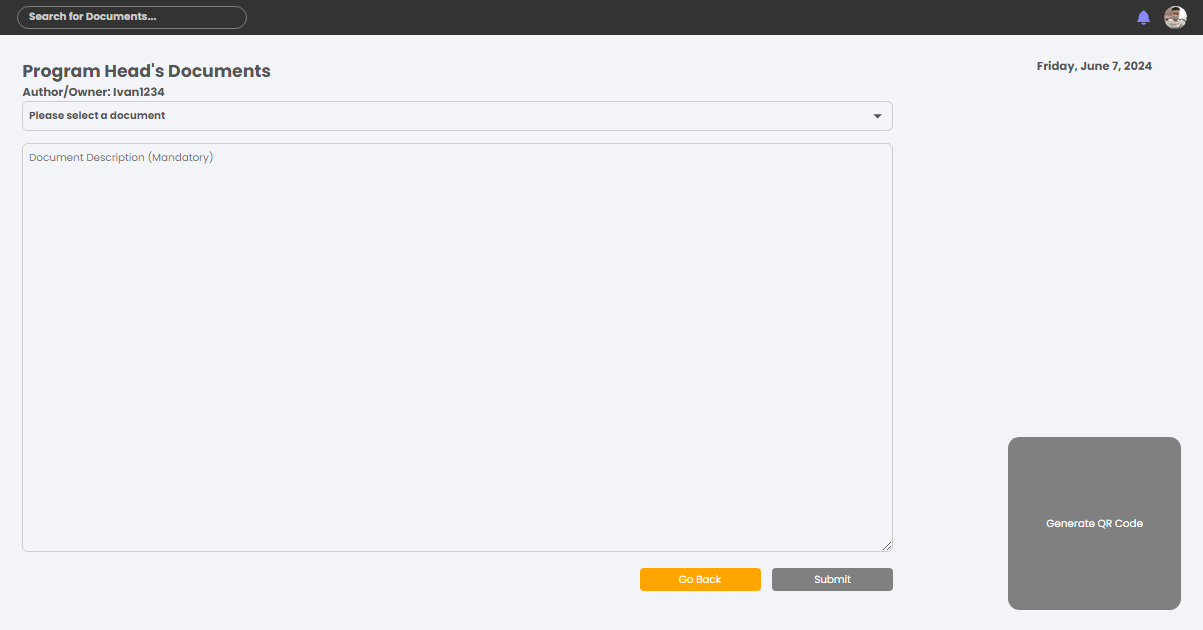 Search for Documents...
Program Head's Documents
Friday, June 7, 2024
Author/Owner: Ivan1234
Please select a document
Document Description (Mandatory)
Generate QR Code
Go Back
Submit